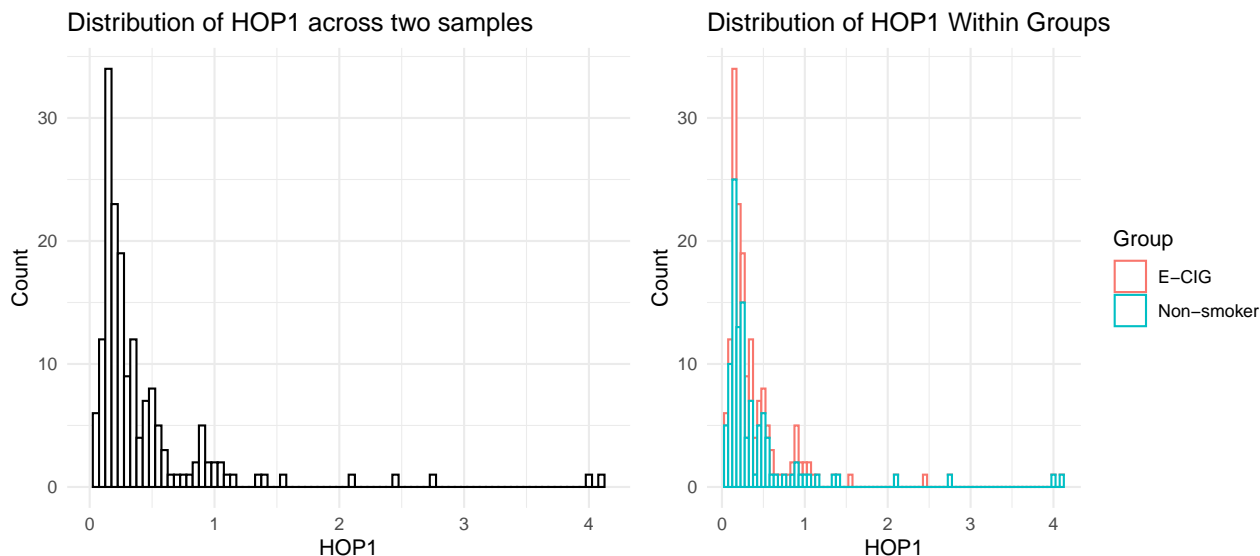 Distribution of HOP1 across two samples
30
20
10
0
Count
0 1 2 3 4
HOP1
Distribution of HOP1 Within Groups
30
20
10
0
Count
0 1 2 3 4
HOP1
Group
E−CIG
Non−smoker